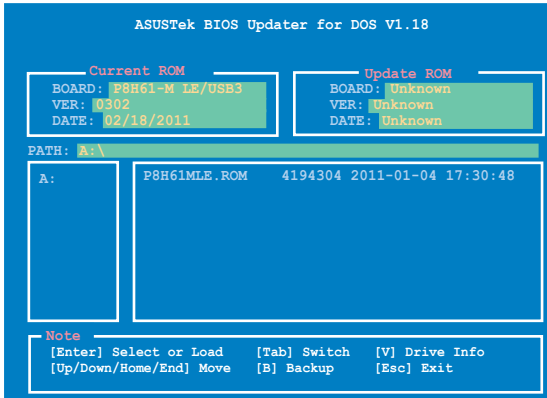 ASUSTek BIOS Updater for DOS V1.18
Current ROM
BOARD: P8H61-M LE/USB3
VER: 0302
DATE: 02/18/2011
Update ROM
BOARD: Unknown
VER: Unknown
DATE: Unknown
PATH: A:\
A:
P8H61MLE.ROM 4194304 2011-01-04 17:30:48
Note
[Enter] Select or Load [Tab] Switch [V] Drive Info
[Up/Down/Home/End] Move [B] Backup [Esc] Exit